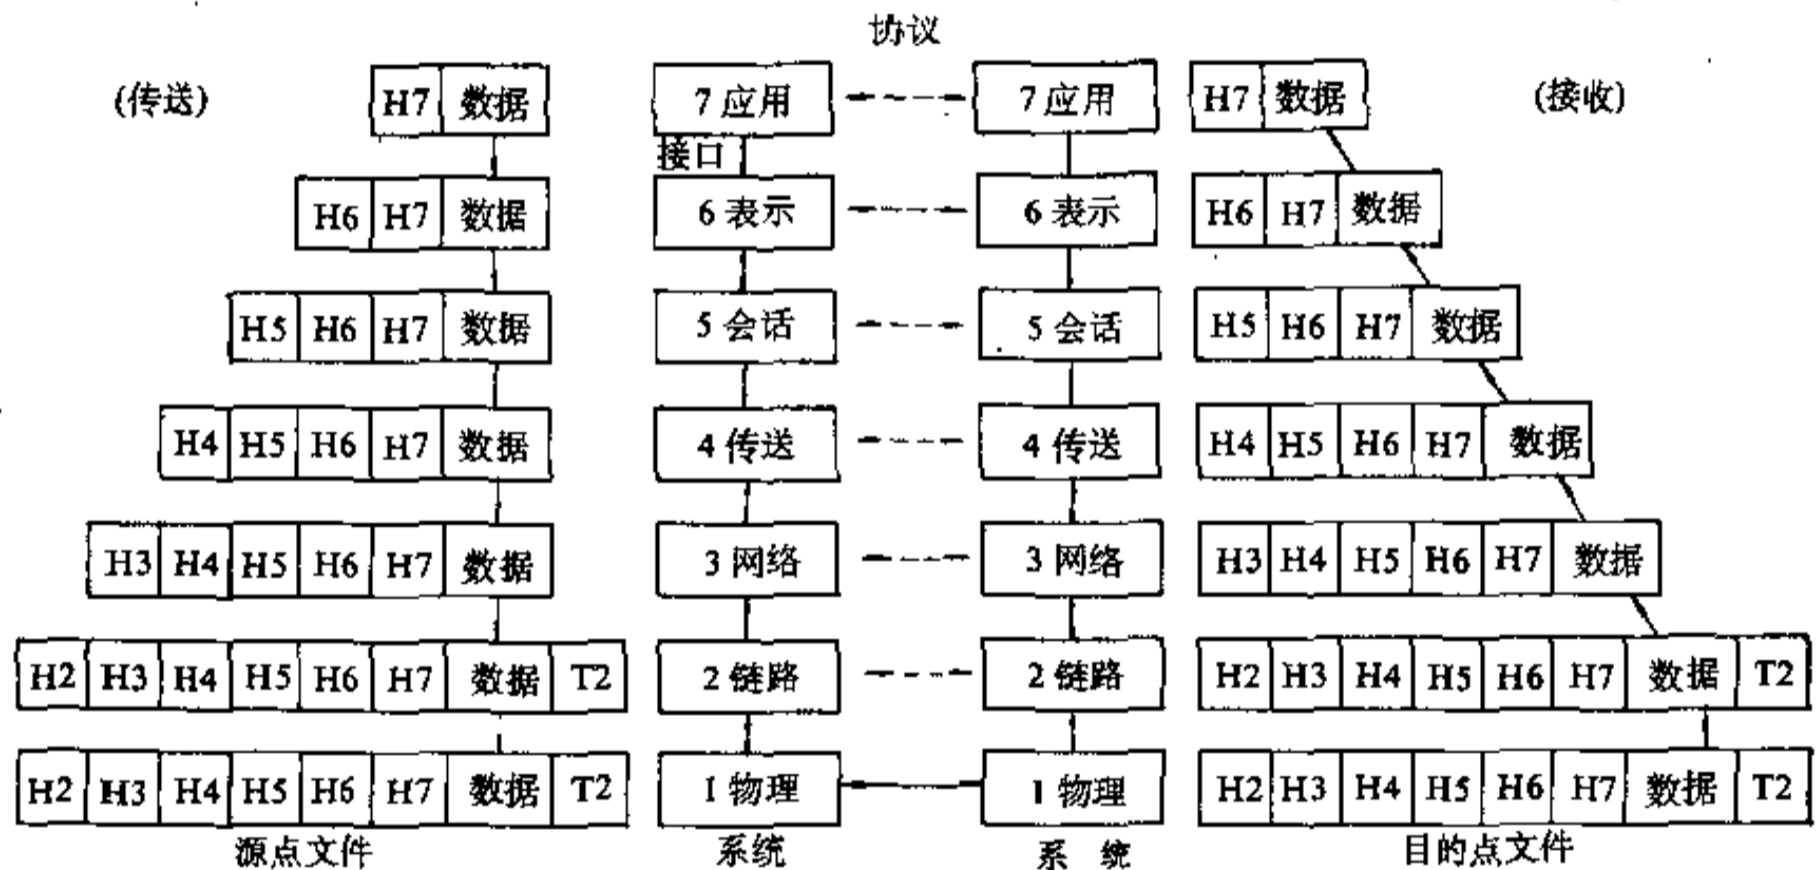 协议
(传送) H7 数据 7 应用 7 应用 H7 数据 (接收)
接口
H6 H7 数据 6 表示 6 表示 H6 H7 数据
H5 H6 H7 数据 5 会话 5 会话 H5 H6 H7 数据
H4 H5 H6 H7 数据 4 传送 4 传送 H4 H5 H6 H7 数据
H3 H4 H5 H6 H7 数据 3 网络 3 网络 H3 H4 H5 H6 H7 数据
H2 H3 H4 H5 H6 H7 数据 T2 2 链路 2 链路 H2 H3 H4 H5 H6 H7 数据 T2
H2 H3 H4 H5 H6 H7 数据 T2 1 物理 1 物理 H2 H3 H4 H5 H6 H7 数据 T2
源点文件 系统 系 统 目的点文件